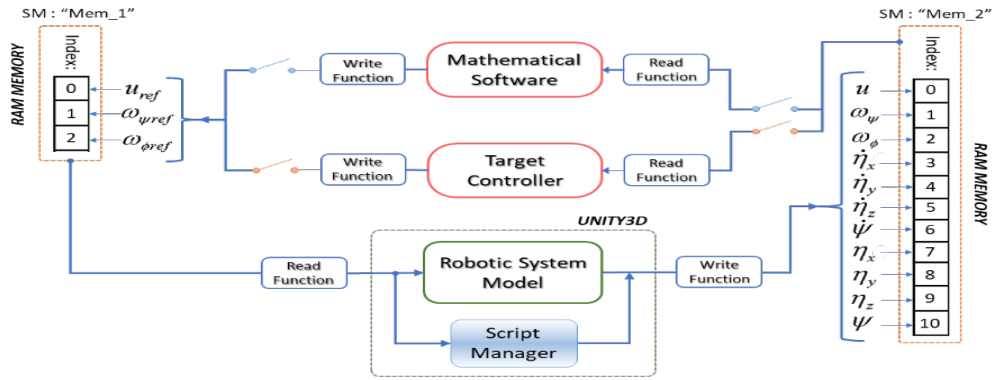 SM : “Mem_1”
RAM MEMORY
Index:
0
1
2
u_ref
ω_ψref
ω_ϕref
Write
Function
Mathematical
Software
Read
Function
Write
Function
Target
Controller
Read
Function
UNITY3D
Read
Function
Robotic System
Model
Script
Manager
Write
Function
SM : “Mem_2”
Index:
RAM MEMORY
u 0
ω_ψ 1
ω_ϕ 2
η̇_x 3
η̇_y 4
η̇_z 5
ψ̇ 6
η_x 7
η_y 8
η_z 9
ψ 10